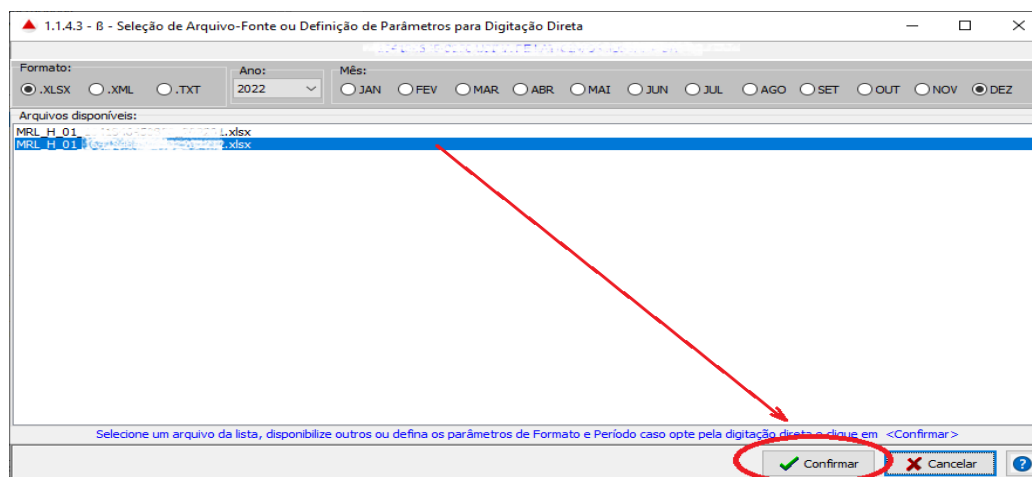 1.1.4.3 - ß - Seleção de Arquivo-Fonte ou Definição de Parâmetros para Digitação Direta
Formato: Ano: Mês:
.XLSX .XML .TXT 2022 JAN FEV MAR ABR MAI JUN JUL AGO SET OUT NOV DEZ
Arquivos disponíveis:
MRL_H_01_ .xlsx
MRL_H_01_ .xlsx
Selecione um arquivo da lista, disponibilize outros ou defina os parâmetros de Formato e Período caso opte pela digitação direta e clique em <Confirmar>
Confirmar Cancelar ?